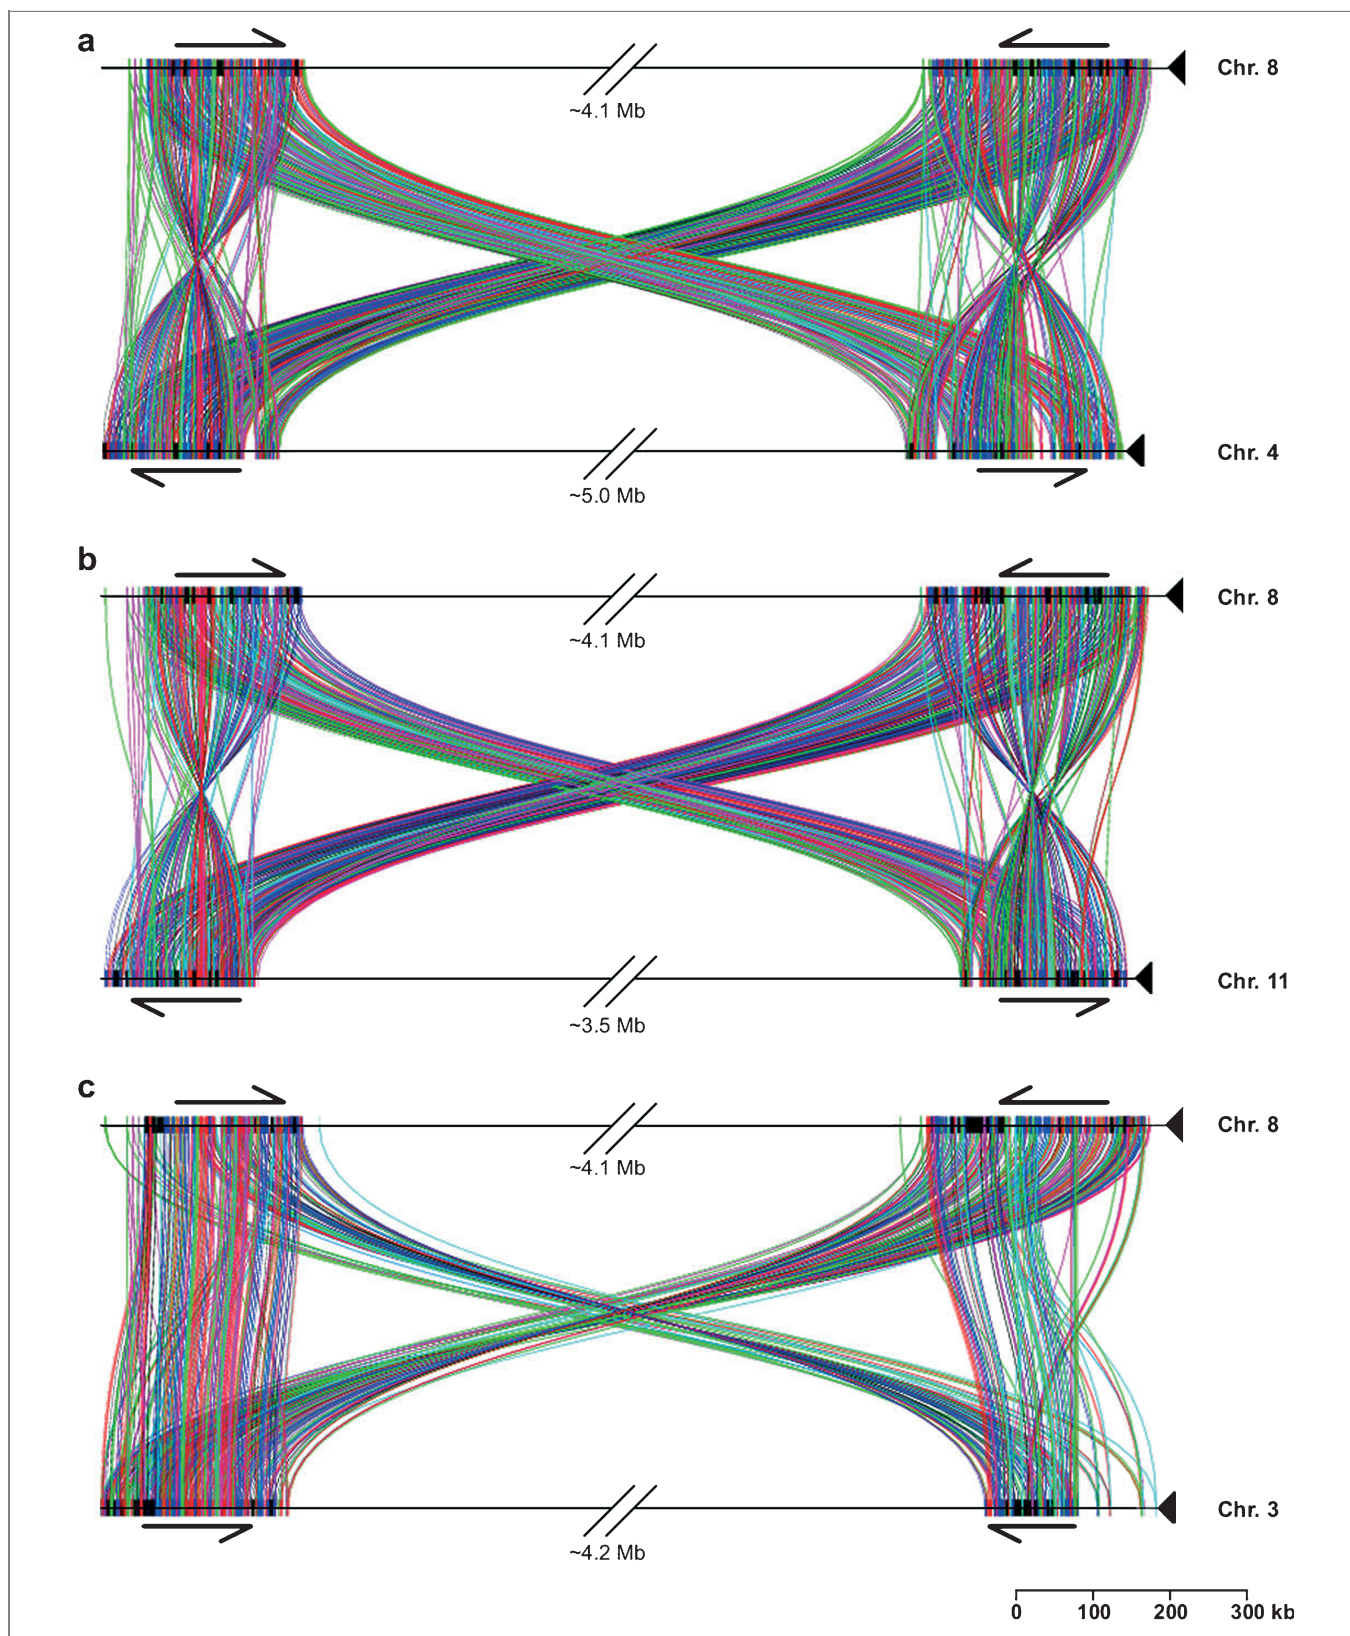 a
Chr. 8
~4.1 Mb
Chr. 4
~5.0 Mb
b
Chr. 8
~4.1 Mb
Chr. 11
~3.5 Mb
c
Chr. 8
~4.1 Mb
Chr. 3
~4.2 Mb
0 100 200 300 kb